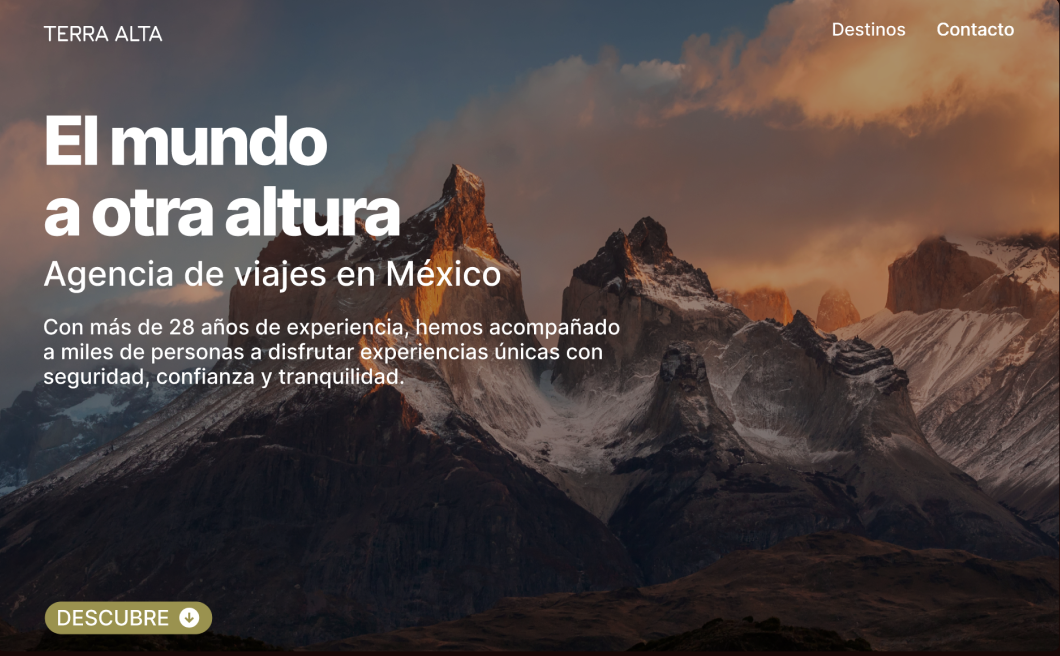 TERRA ALTA
Destinos Contacto
El mundo
a otra altura
Agencia de viajes en México
Con más de 28 años de experiencia, hemos acompañado
a miles de personas a disfrutar experiencias únicas con
seguridad, confianza y tranquilidad.
DESCUBRE